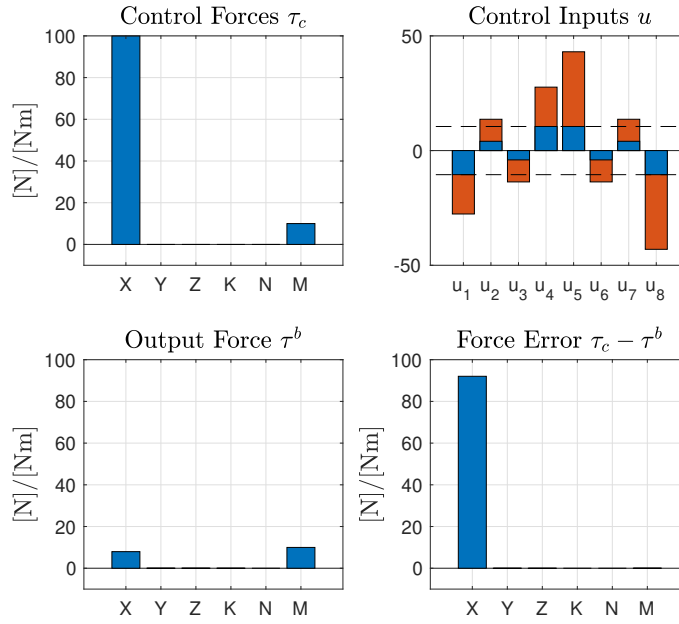 Control Forces τc
[N]/[Nm]
100
80
60
40
20
0
X Y Z K N M
Control Inputs u
50
0
-50
u1 u2 u3 u4 u5 u6 u7 u8
Output Force τb
[N]/[Nm]
100
80
60
40
20
0
X Y Z K N M
Force Error τc − τb
[N]/[Nm]
100
80
60
40
20
0
X Y Z K N M